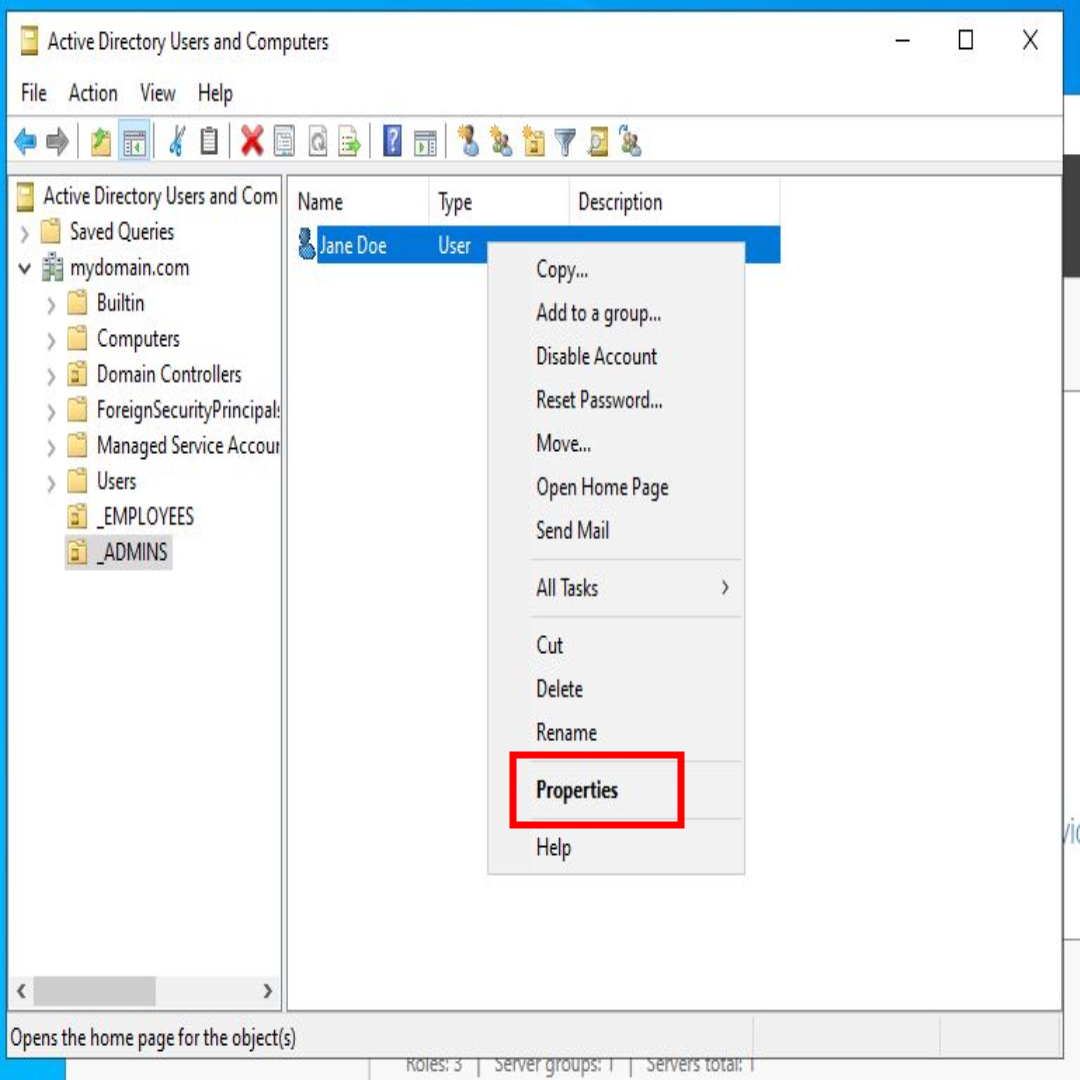 Active Directory Users and Computers
File Action View Help
Active Directory Users and Com
Saved Queries
mydomain.com
Builtin
Computers
Domain Controllers
ForeignSecurityPrincipals
Managed Service Accour
Users
_EMPLOYEES
_ADMINS
Name Type Description
Jane Doe User
Copy...
Add to a group...
Disable Account
Reset Password...
Move...
Open Home Page
Send Mail
All Tasks
Cut
Delete
Rename
Properties
Help
Opens the home page for the object(s)
Roles: 3 | Server groups: 1 | Servers total: 1